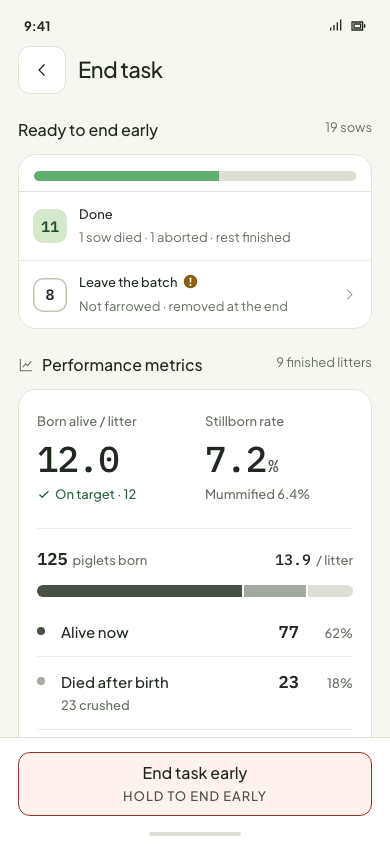 9:41
End task
Ready to end early
19 sows
11
Done
1 sow died · 1 aborted · rest finished
8
Leave the batch
Not farrowed · removed at the end
Performance metrics
9 finished litters
Born alive / litter
Stillborn rate
12.0
7.2%
On target · 12
Mummified 6.4%
125 piglets born
13.9 / litter
Alive now
77
62%
Died after birth
23
18%
23 crushed
End task early
HOLD TO END EARLY